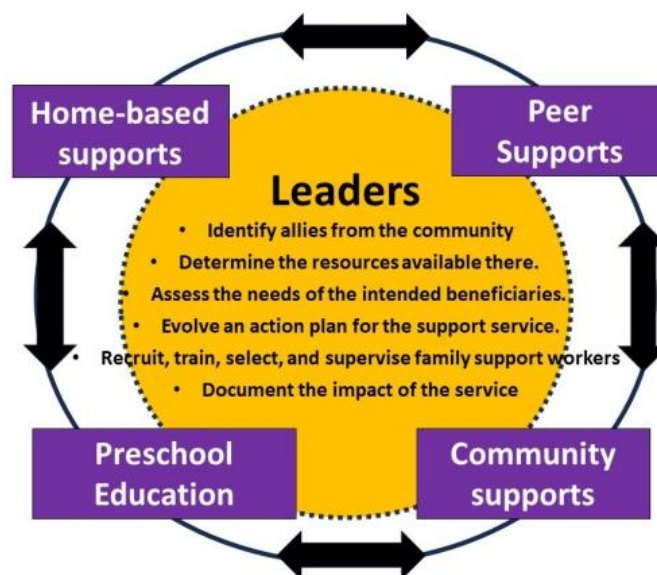 Home-based
supports
Peer
Supports
Leaders
• Identify allies from the community
• Determine the resources available there.
• Assess the needs of the intended beneficiaries.
• Evolve an action plan for the support service.
• Recruit, train, select, and supervise family support workers
• Document the impact of the service
Preschool
Education
Community
supports